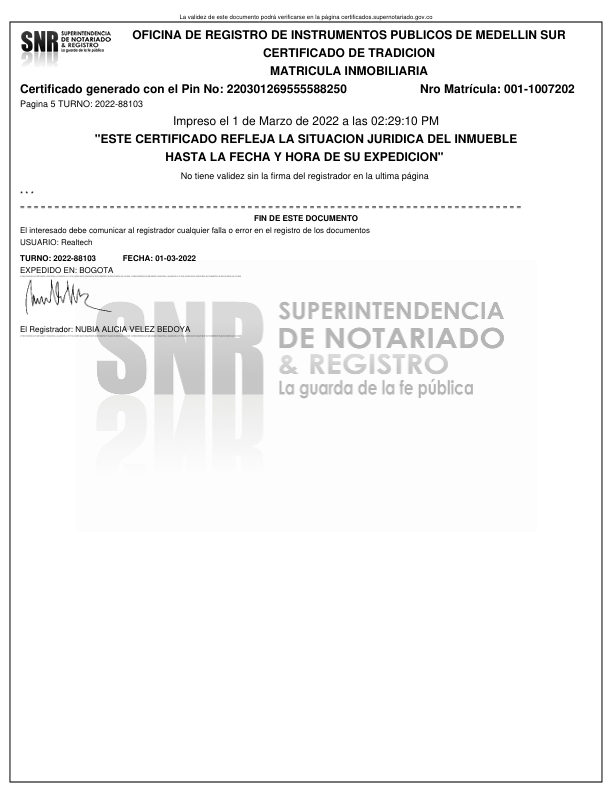 La validez de este documento podrá verificarse en la página certificados.supernotariado.gov.co
SNR SUPERINTENDENCIA
DE NOTARIADO
& REGISTRO
La guarda de la fe pública
OFICINA DE REGISTRO DE INSTRUMENTOS PUBLICOS DE MEDELLIN SUR
CERTIFICADO DE TRADICION
MATRICULA INMOBILIARIA
Certificado generado con el Pin No: 220301269555588250 Nro Matrícula: 001-1007202
Pagina 5 TURNO: 2022-88103
Impreso el 1 de Marzo de 2022 a las 02:29:10 PM
"ESTE CERTIFICADO REFLEJA LA SITUACION JURIDICA DEL INMUEBLE
HASTA LA FECHA Y HORA DE SU EXPEDICION"
No tiene validez sin la firma del registrador en la ultima página
* * *
FIN DE ESTE DOCUMENTO
El interesado debe comunicar al registrador cualquier falla o error en el registro de los documentos
USUARIO: Realtech
TURNO: 2022-88103 FECHA: 01-03-2022
EXPEDIDO EN: BOGOTA
El Registrador: NUBIA ALICIA VELEZ BEDOYA
SNR SUPERINTENDENCIA
DE NOTARIADO
& REGISTRO
La guarda de la fe pública